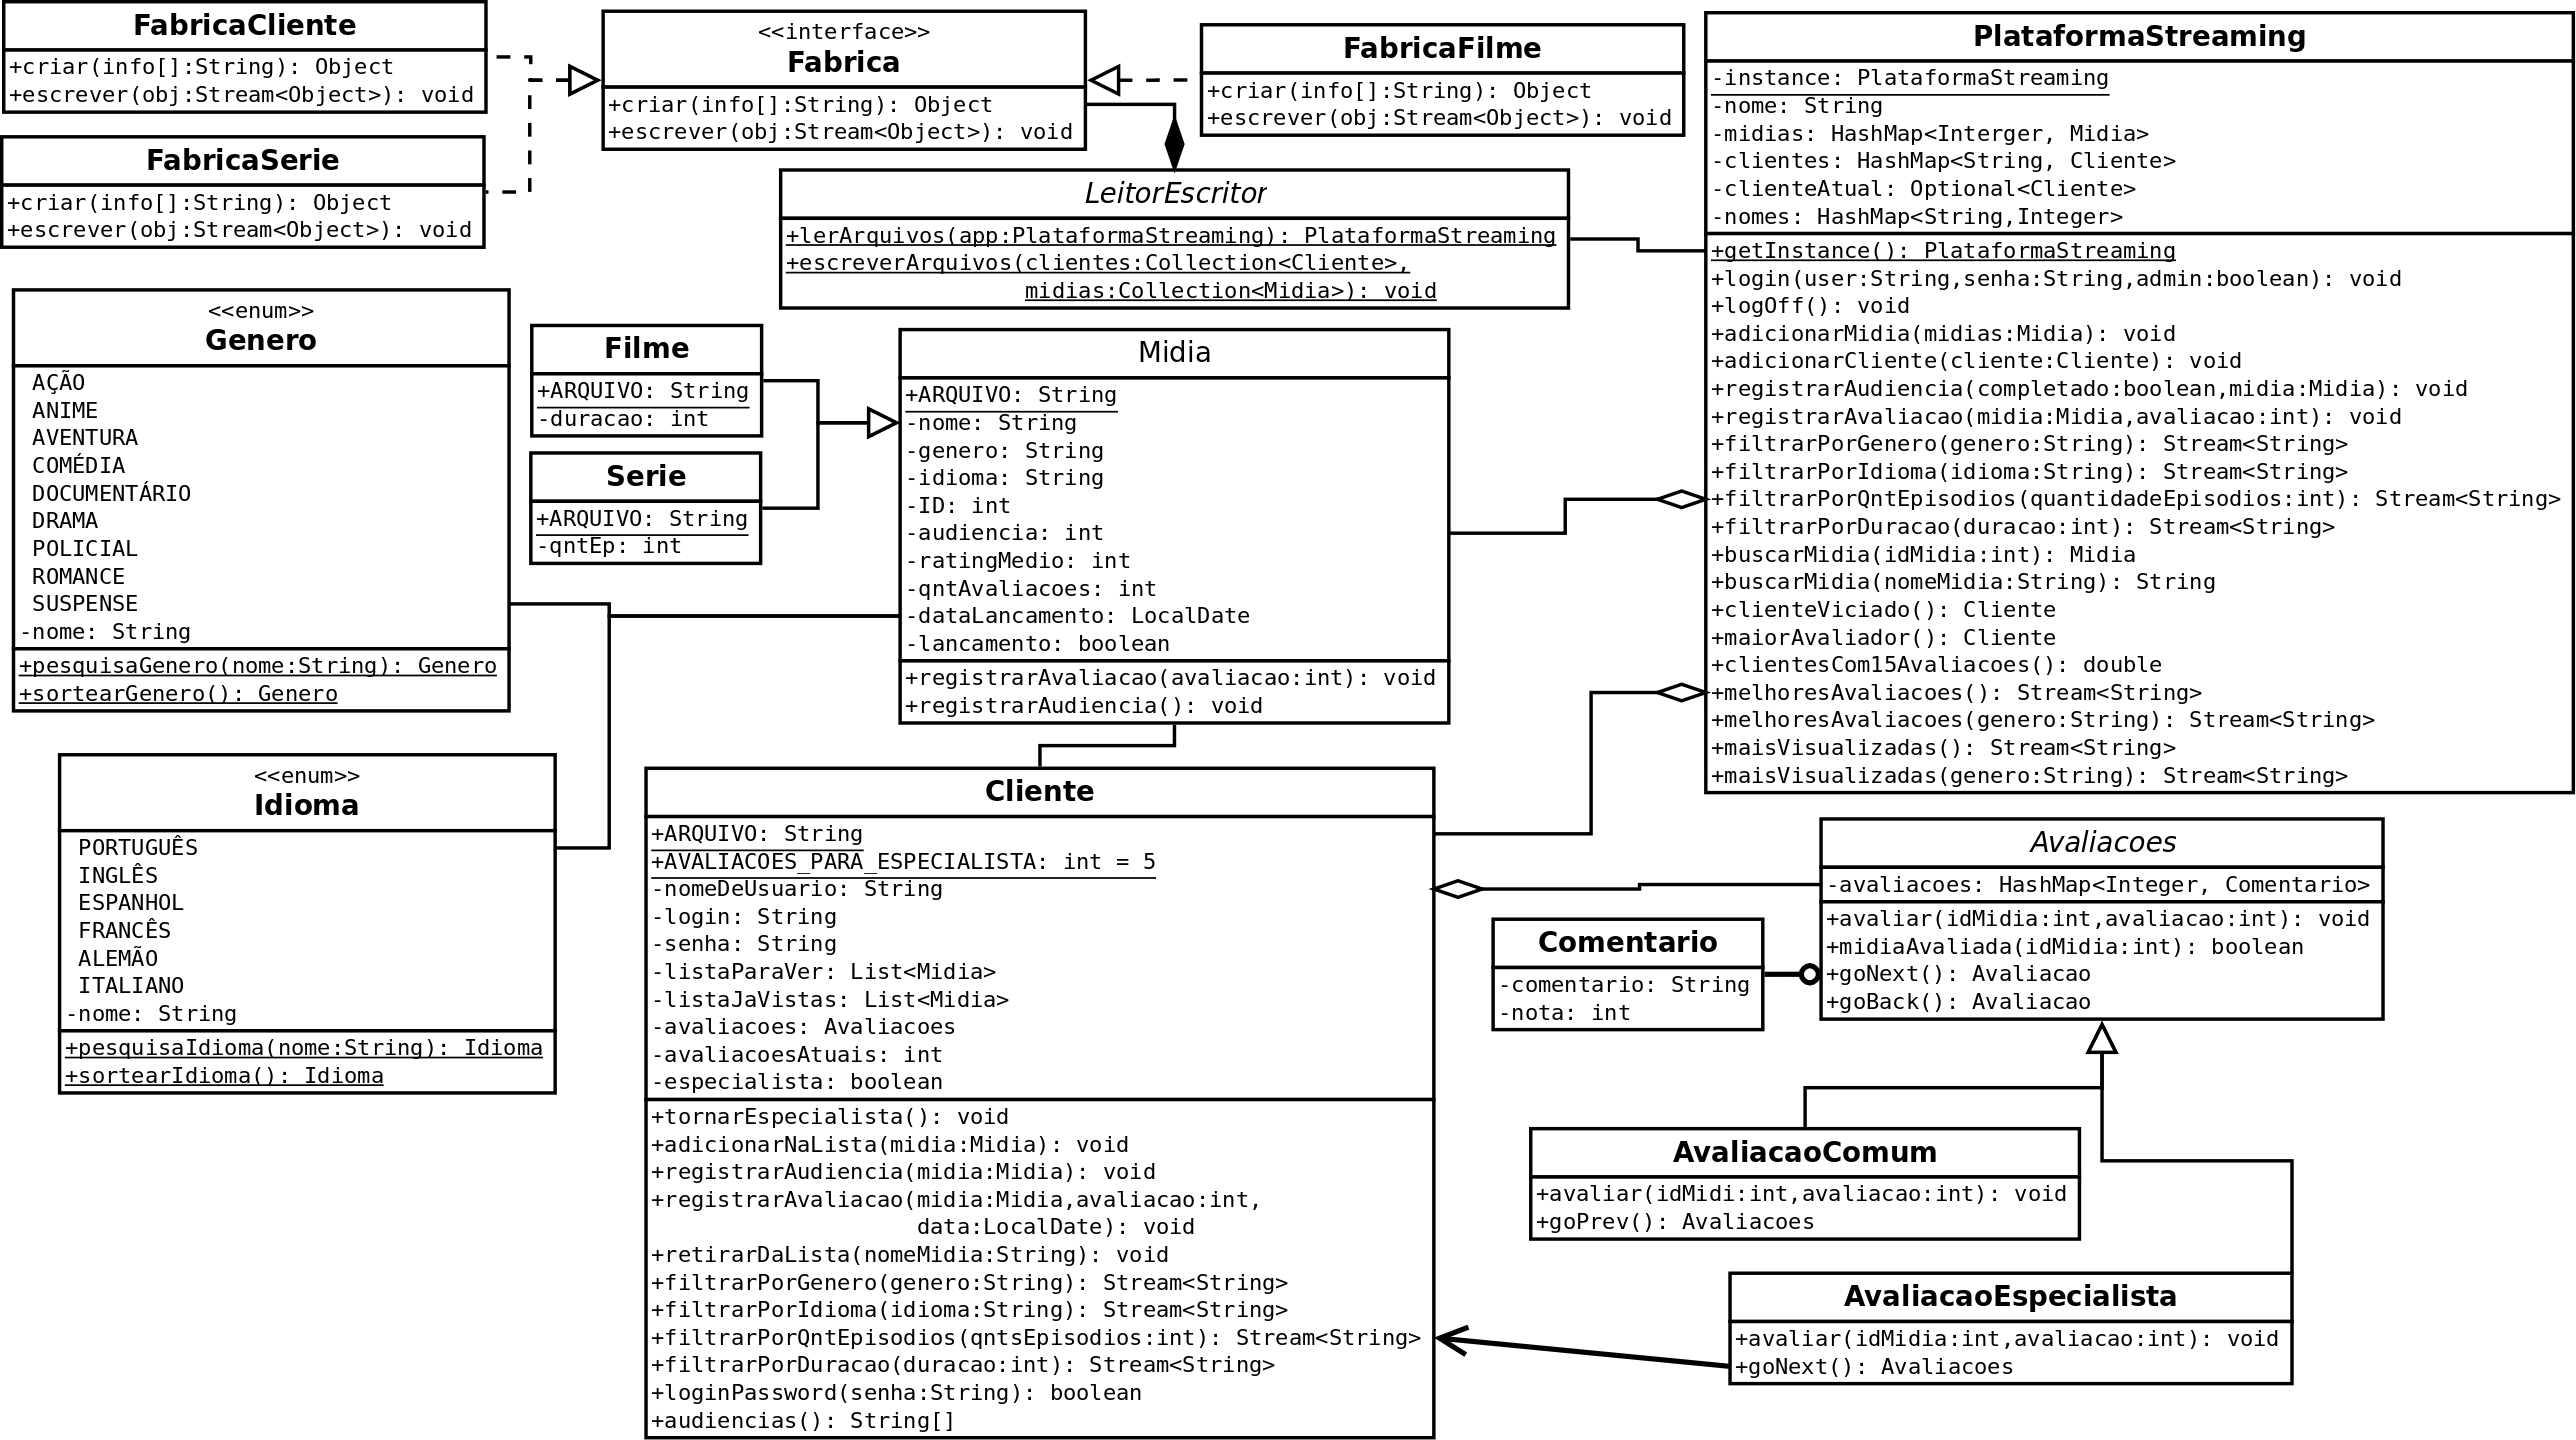 FabricaCliente
+criar(info[]:String): Object
+escrever(obj:Stream<Object>): void
FabricaSerie
+criar(info[]:String): Object
+escrever(obj:Stream<Object>): void
<<interface>>
Fabrica
+criar(info[]:String): Object
+escrever(obj:Stream<Object>): void
FabricaFilme
+criar(info[]:String): Object
+escrever(obj:Stream<Object>): void
LeitorEscritor
+lerArquivos(app:PlataformaStreaming): PlataformaStreaming
+escreverArquivos(clientes:Collection<Cliente>,
midias:Collection<Midia>): void
PlataformaStreaming
-instance: PlataformaStreaming
-nome: String
-midias: HashMap<Interger, Midia>
-clientes: HashMap<String, Cliente>
-clienteAtual: Optional<Cliente>
-nomes: HashMap<String,Integer>
+getInstance(): PlataformaStreaming
+login(user:String,senha:String,admin:boolean): void
+logOff(): void
+adicionarMidia(midias:Midia): void
+adicionarCliente(cliente:Cliente): void
+registrarAudiencia(completado:boolean,midia:Midia): void
+registrarAvaliacao(midia:Midia,avaliacao:int): void
+filtrarPorGenero(genero:String): Stream<String>
+filtrarPorIdioma(idioma:String): Stream<String>
+filtrarPorQntEpisodios(quantidadeEpisodios:int): Stream<String>
+filtrarPorDuracao(duracao:int): Stream<String>
+buscarMidia(idMidia:int): Midia
+buscarMidia(nomeMidia:String): String
+clienteViciado(): Cliente
+maiorAvaliador(): Cliente
+clientesCom15Avaliacoes(): double
+melhoresAvaliacoes(): Stream<String>
+melhoresAvaliacoes(genero:String): Stream<String>
+maisVisualizadas(): Stream<String>
+maisVisualizadas(genero:String): Stream<String>
<<enum>>
Genero
AÇÃO
ANIME
AVENTURA
COMÉDIA
DOCUMENTÁRIO
DRAMA
POLICIAL
ROMANCE
SUSPENSE
-nome: String
+pesquisaGenero(nome:String): Genero
+sortearGenero(): Genero
Filme
+ARQUIVO: String
-duracao: int
Serie
+ARQUIVO: String
-qntEp: int
Midia
+ARQUIVO: String
-nome: String
-genero: String
-idioma: String
-ID: int
-audiencia: int
-ratingMedio: int
-qntAvaliacoes: int
-dataLancamento: LocalDate
-lancamento: boolean
+registrarAvaliacao(avaliacao:int): void
+registrarAudiencia(): void
<<enum>>
Idioma
PORTUGUÊS
INGLÊS
ESPANHOL
FRANCÊS
ALEMÃO
ITALIANO
-nome: String
+pesquisaIdioma(nome:String): Idioma
+sortearIdioma(): Idioma
Cliente
+ARQUIVO: String
+AVALIACOES_PARA_ESPECIALISTA: int = 5
-nomeDeUsuario: String
-login: String
-senha: String
-listaParaVer: List<Midia>
-listaJaVistas: List<Midia>
-avaliacoes: Avaliacoes
-avaliacoesAtuais: int
-especialista: boolean
+tornarEspecialista(): void
+adicionarNaLista(midia:Midia): void
+registrarAudiencia(midia:Midia): void
+registrarAvaliacao(midia:Midia,avaliacao:int,
data:LocalDate): void
+retirarDaLista(nomeMidia:String): void
+filtrarPorGenero(genero:String): Stream<String>
+filtrarPorIdioma(idioma:String): Stream<String>
+filtrarPorQntEpisodios(qntsEpisodios:int): Stream<String>
+filtrarPorDuracao(duracao:int): Stream<String>
+loginPassword(senha:String): boolean
+audiencias(): String[]
Avaliacoes
-avaliacoes: HashMap<Integer, Comentario>
+avaliar(idMidia:int,avaliacao:int): void
+midiaAvaliada(idMidia:int): boolean
+goNext(): Avaliacao
+goBack(): Avaliacao
Comentario
-comentario: String
-nota: int
AvaliacaoComum
+avaliar(idMidi:int,avaliacao:int): void
+goPrev(): Avaliacoes
AvaliacaoEspecialista
+avaliar(idMidia:int,avaliacao:int): void
+goNext(): Avaliacoes